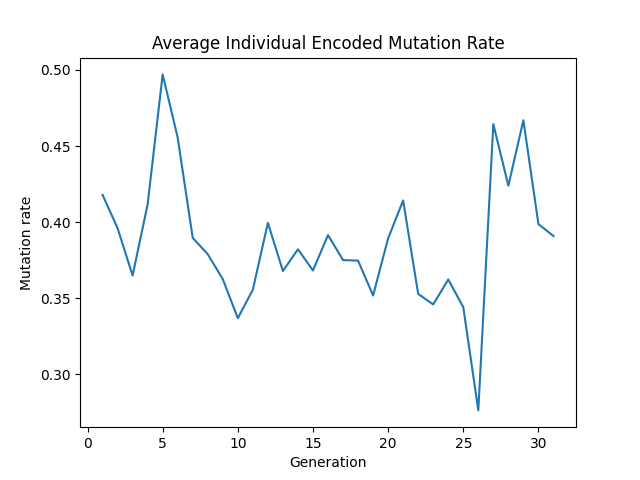 Average Individual Encoded Mutation Rate
0.50
0.45
0.40
0.35
0.30
Mutation rate
0 5 10 15 20 25 30
Generation